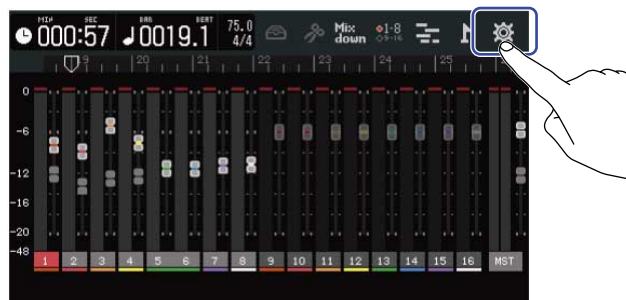 MIN SEC BAR BEAT
000:57 0019.1 75.0 4/4 Mix down 1-8 9-16
19 20 21 22 23 24 25
0
-6
-12
-16
-20
-48
1 2 3 4 5 6 7 8 9 10 11 12 13 14 15 16 MST